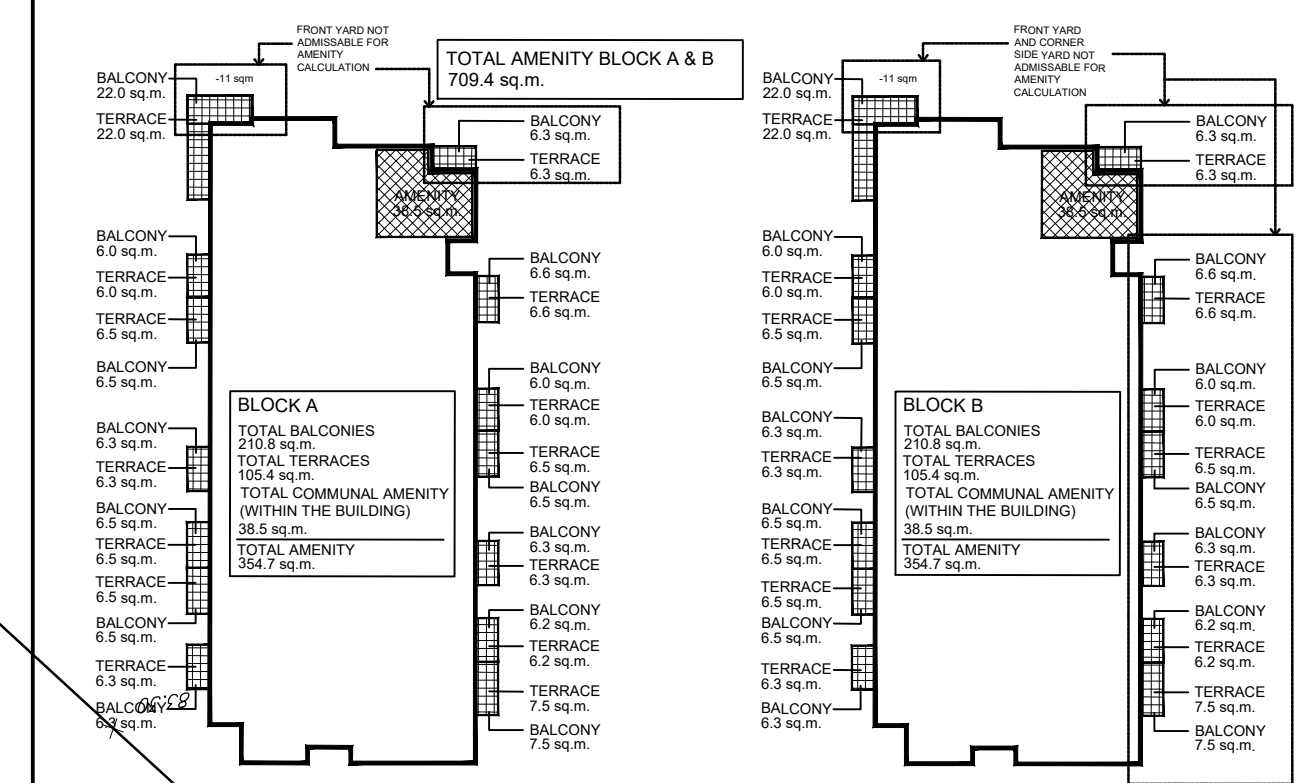 FRONT YARD NOT
ADMISSABLE FOR
AMENITY
CALCULATION
TOTAL AMENITY BLOCK A & B
709.4 sq.m.
BALCONY
22.0 sq.m.
-11 sqm
TERRACE
22.0 sq.m.
BALCONY
6.3 sq.m.
TERRACE
6.3 sq.m.
AMENITY
38.5 sq.m.
BALCONY
6.0 sq.m.
TERRACE
6.0 sq.m.
TERRACE
6.5 sq.m.
BALCONY
6.5 sq.m.
BALCONY
6.3 sq.m.
TERRACE
6.3 sq.m.
BALCONY
6.5 sq.m.
TERRACE
6.5 sq.m.
TERRACE
6.5 sq.m.
BALCONY
6.5 sq.m.
TERRACE
6.3 sq.m.
BALCONY
6.3 sq.m.
83.50
BLOCK A
TOTAL BALCONIES
210.8 sq.m.
TOTAL TERRACES
105.4 sq.m.
TOTAL COMMUNAL AMENITY
(WITHIN THE BUILDING)
38.5 sq.m.
TOTAL AMENITY
354.7 sq.m.
BALCONY
6.6 sq.m.
TERRACE
6.6 sq.m.
BALCONY
6.0 sq.m.
TERRACE
6.0 sq.m.
TERRACE
6.5 sq.m.
BALCONY
6.5 sq.m.
BALCONY
6.3 sq.m.
TERRACE
6.3 sq.m.
BALCONY
6.2 sq.m.
TERRACE
6.2 sq.m.
TERRACE
7.5 sq.m.
BALCONY
7.5 sq.m.
FRONT YARD
AND CORNER
SIDE YARD NOT
ADMISSABLE FOR
AMENITY
CALCULATION
BALCONY
22.0 sq.m.
-11 sqm
TERRACE
22.0 sq.m.
BALCONY
6.3 sq.m.
TERRACE
6.3 sq.m.
AMENITY
38.5 sq.m.
BALCONY
6.0 sq.m.
TERRACE
6.0 sq.m.
TERRACE
6.5 sq.m.
BALCONY
6.5 sq.m.
BALCONY
6.3 sq.m.
TERRACE
6.3 sq.m.
BALCONY
6.5 sq.m.
TERRACE
6.5 sq.m.
TERRACE
6.5 sq.m.
BALCONY
6.5 sq.m.
TERRACE
6.3 sq.m.
BALCONY
6.3 sq.m.
BLOCK B
TOTAL BALCONIES
210.8 sq.m.
TOTAL TERRACES
105.4 sq.m.
TOTAL COMMUNAL AMENITY
(WITHIN THE BUILDING)
38.5 sq.m.
TOTAL AMENITY
354.7 sq.m.
BALCONY
6.6 sq.m.
TERRACE
6.6 sq.m.
BALCONY
6.0 sq.m.
TERRACE
6.0 sq.m.
TERRACE
6.5 sq.m.
BALCONY
6.5 sq.m.
BALCONY
6.3 sq.m.
TERRACE
6.3 sq.m.
BALCONY
6.2 sq.m.
TERRACE
6.2 sq.m.
TERRACE
7.5 sq.m.
BALCONY
7.5 sq.m.